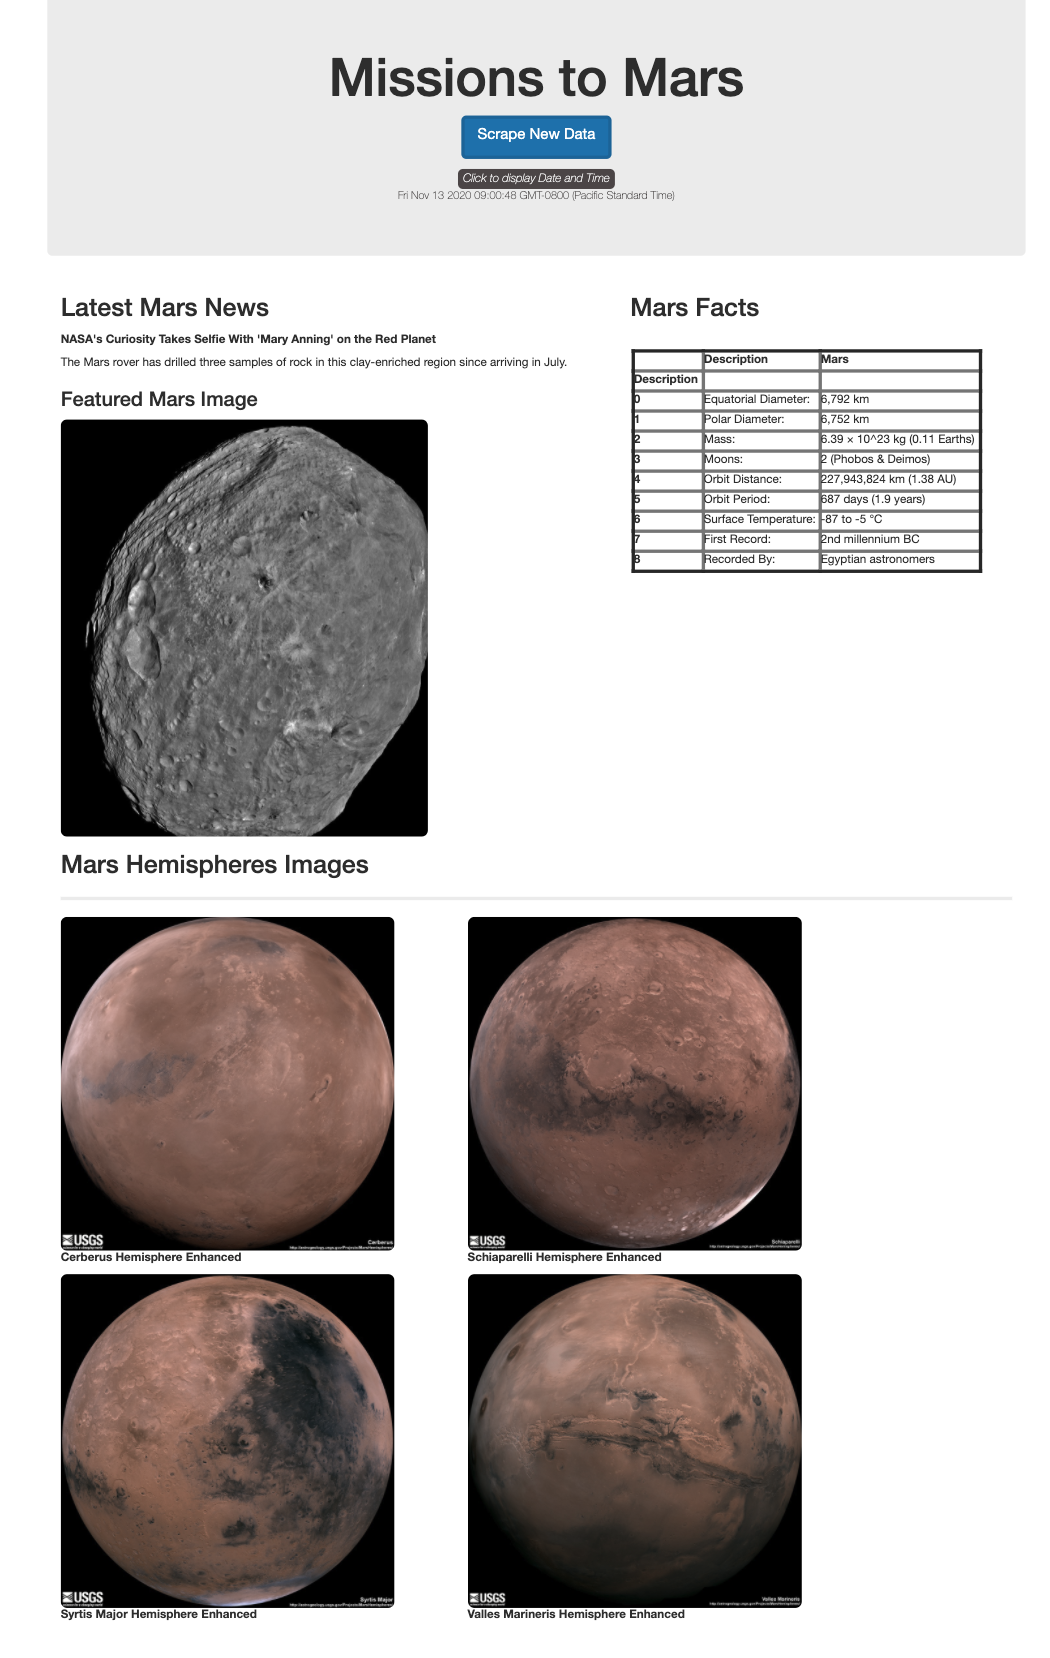 Missions to Mars
Scrape New Data
Click to display Date and Time
Fri Nov 13 2020 09:00:48 GMT-0800 (Pacific Standard Time)
Latest Mars News
NASA's Curiosity Takes Selfie With 'Mary Anning' on the Red Planet
The Mars rover has drilled three samples of rock in this clay-enriched region since arriving in July.
Featured Mars Image
Mars Facts
Description Mars
Description
0 Equatorial Diameter: 6,792 km
1 Polar Diameter: 6,752 km
2 Mass: 6.39 × 10^23 kg (0.11 Earths)
3 Moons: 2 (Phobos & Deimos)
4 Orbit Distance: 227,943,824 km (1.38 AU)
5 Orbit Period: 687 days (1.9 years)
6 Surface Temperature: -87 to -5 °C
7 First Record: 2nd millennium BC
8 Recorded By: Egyptian astronomers
Mars Hemispheres Images
USGS
Cerberus
Cerberus Hemisphere Enhanced
USGS
Schiaparelli
Schiaparelli Hemisphere Enhanced
USGS
Syrtis Major
Syrtis Major Hemisphere Enhanced
USGS
Valles Marineris
Valles Marineris Hemisphere Enhanced